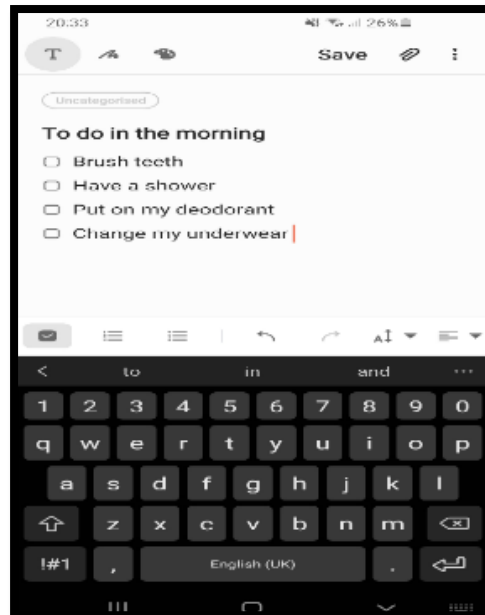 20:33 26%
T Save
Uncategorised
To do in the morning
Brush teeth
Have a shower
Put on my deodorant
Change my underwear
A
< to in and ...
1 2 3 4 5 6 7 8 9 0
q w e r t y u i o p
a s d f g h j k l
z x c v b n m
!#1 , English (UK) .